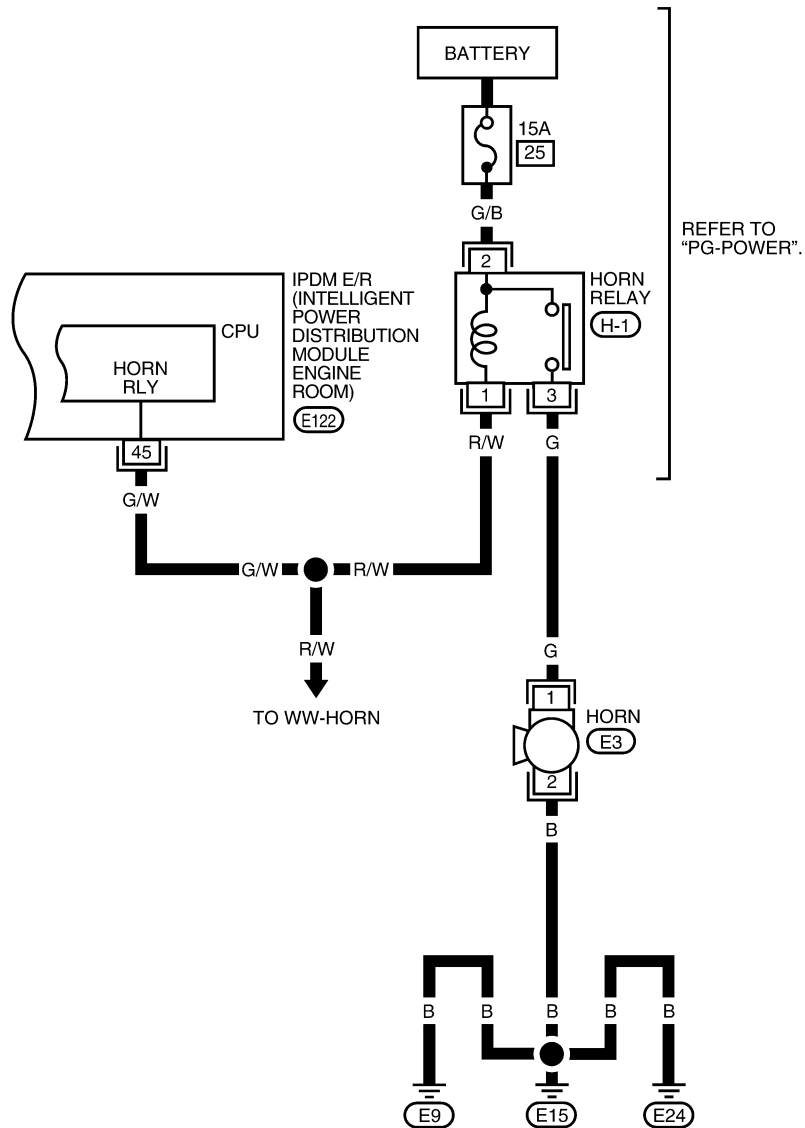 BATTERY
15A
25
G/B
REFER TO
“PG-POWER”.
2
HORN
RELAY
H-1
IPDM E/R
(INTELLIGENT
POWER
DISTRIBUTION
MODULE
ENGINE
ROOM)
E122
CPU
HORN
RLY
1
3
45
R/W
G
G/W
G/W
R/W
R/W
G
TO WW-HORN
1
HORN
E3
2
B
B
B
B
B
B
E9
E15
E24